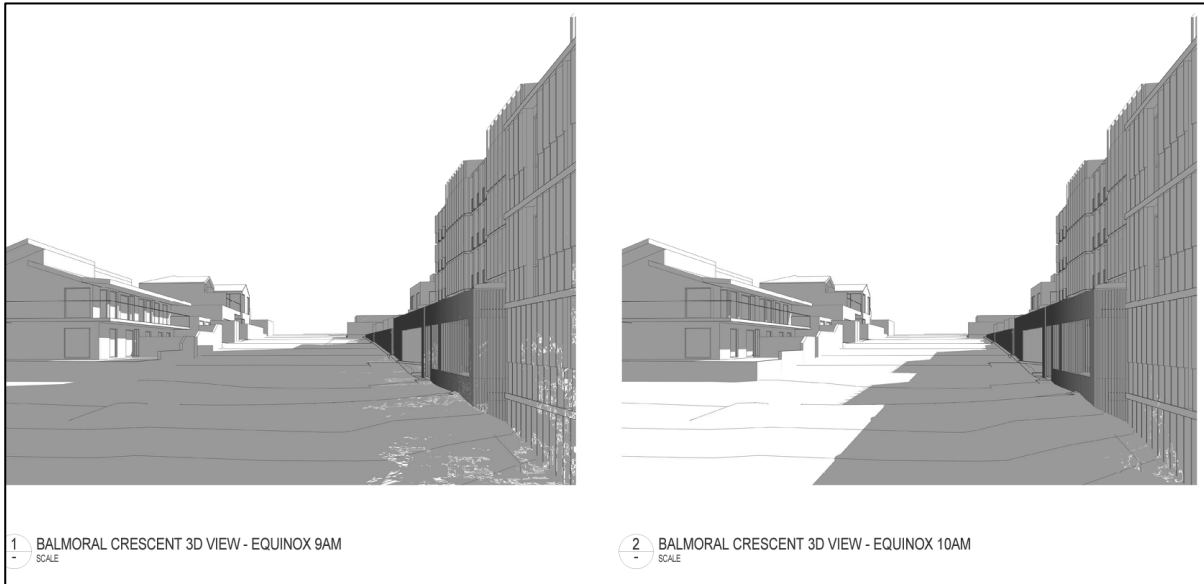 1
-
BALMORAL CRESCENT 3D VIEW - EQUINOX 9AM
SCALE
2
-
BALMORAL CRESCENT 3D VIEW - EQUINOX 10AM
SCALE